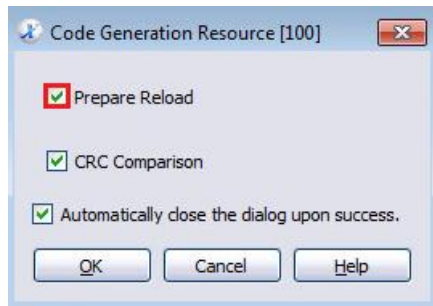 Code Generation Resource [100]
Prepare Reload
CRC Comparison
Automatically close the dialog upon success.
OK Cancel Help